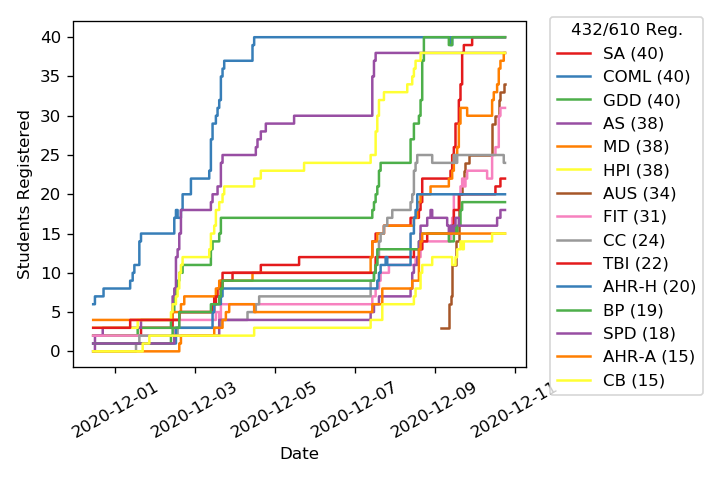 432/610 Reg.
SA (40)
COML (40)
GDD (40)
AS (38)
MD (38)
HPI (38)
AUS (34)
FIT (31)
CC (24)
TBI (22)
AHR-H (20)
BP (19)
SPD (18)
AHR-A (15)
CB (15)
Students Registered
40
35
30
25
20
15
10
5
0
2020-12-01
2020-12-03
2020-12-05
2020-12-07
2020-12-09
2020-12-11
Date